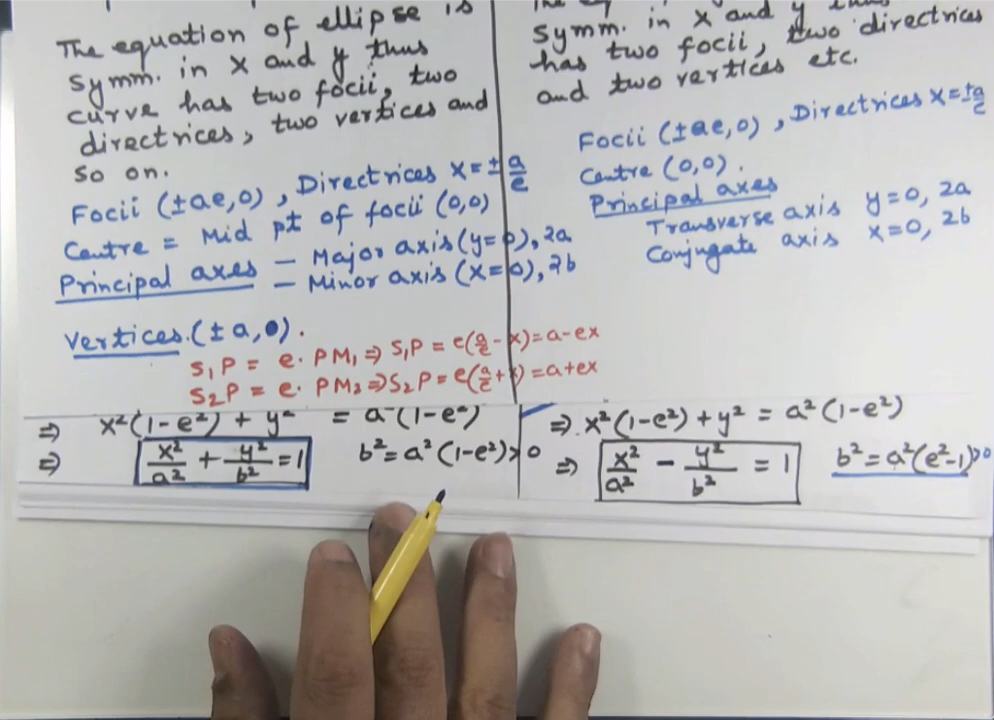 The equation of ellipse is
symm. in x and y thus
curve has two focii, two
directrices, two vertices and
so on.
Focii (±ae,0), Directrices x=±a/e
Centre = Mid pt of focii (0,0)
Principal axes – Major axis (y=0), 2a
– Minor axis (x=0), 2b
Vertices.(±a,0).
S₁P = e. PM₁ ⇒ S₁P = e(a/e - x)=a-ex
S₂P = e. PM₂ ⇒ S₂P = e(a/e + x)=a+ex
⇒ x²(1-e²) + y² = a²(1-e²)
⇒ x²/a² + y²/b² = 1 b²= a²(1-e²)>0
symm. in x and y thus
has two focii, two directrices
and two vertices etc.
Focii (±ae,0), Directrices x=±a/e
Centre (0,0).
Principal axes
Transverse axis y=0, 2a
Conjugate axis x=0, 2b
⇒ x²(1-e²)+y² = a²(1-e²)
⇒ x²/a² - y²/b² = 1 b²=a²(e²-1)>0